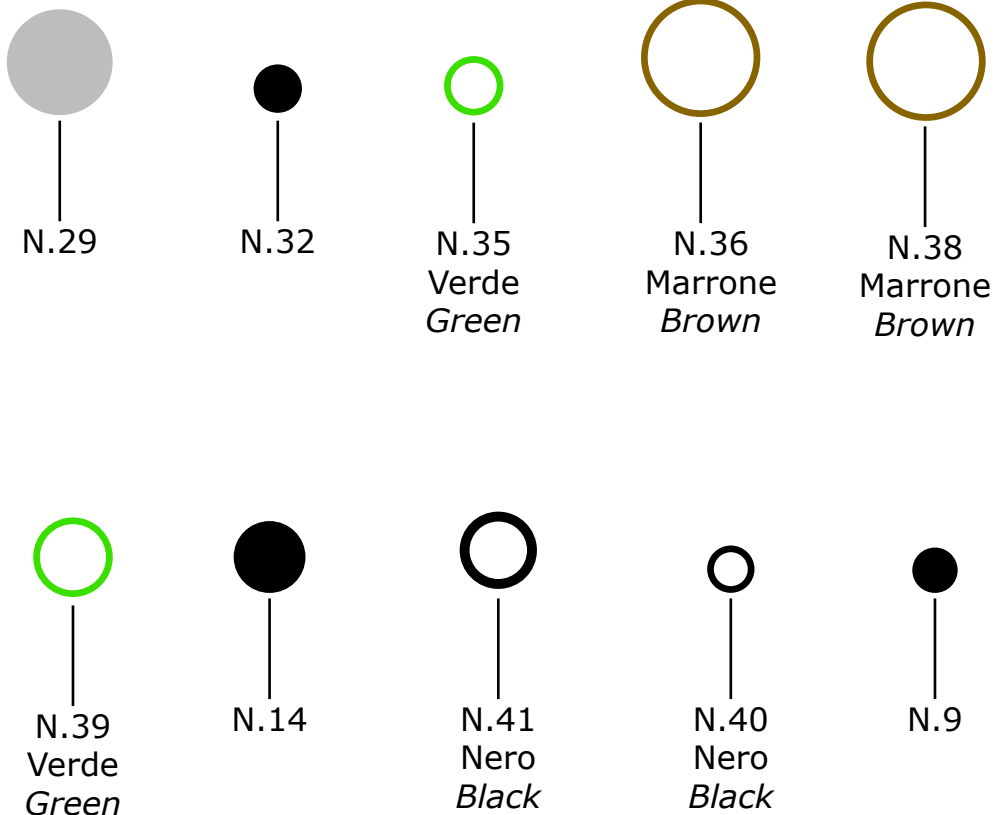 N.29
N.32
N.35
Verde
Green
N.36
Marrone
Brown
N.38
Marrone
Brown
N.39
Verde
Green
N.14
N.41
Nero
Black
N.40
Nero
Black
N.9